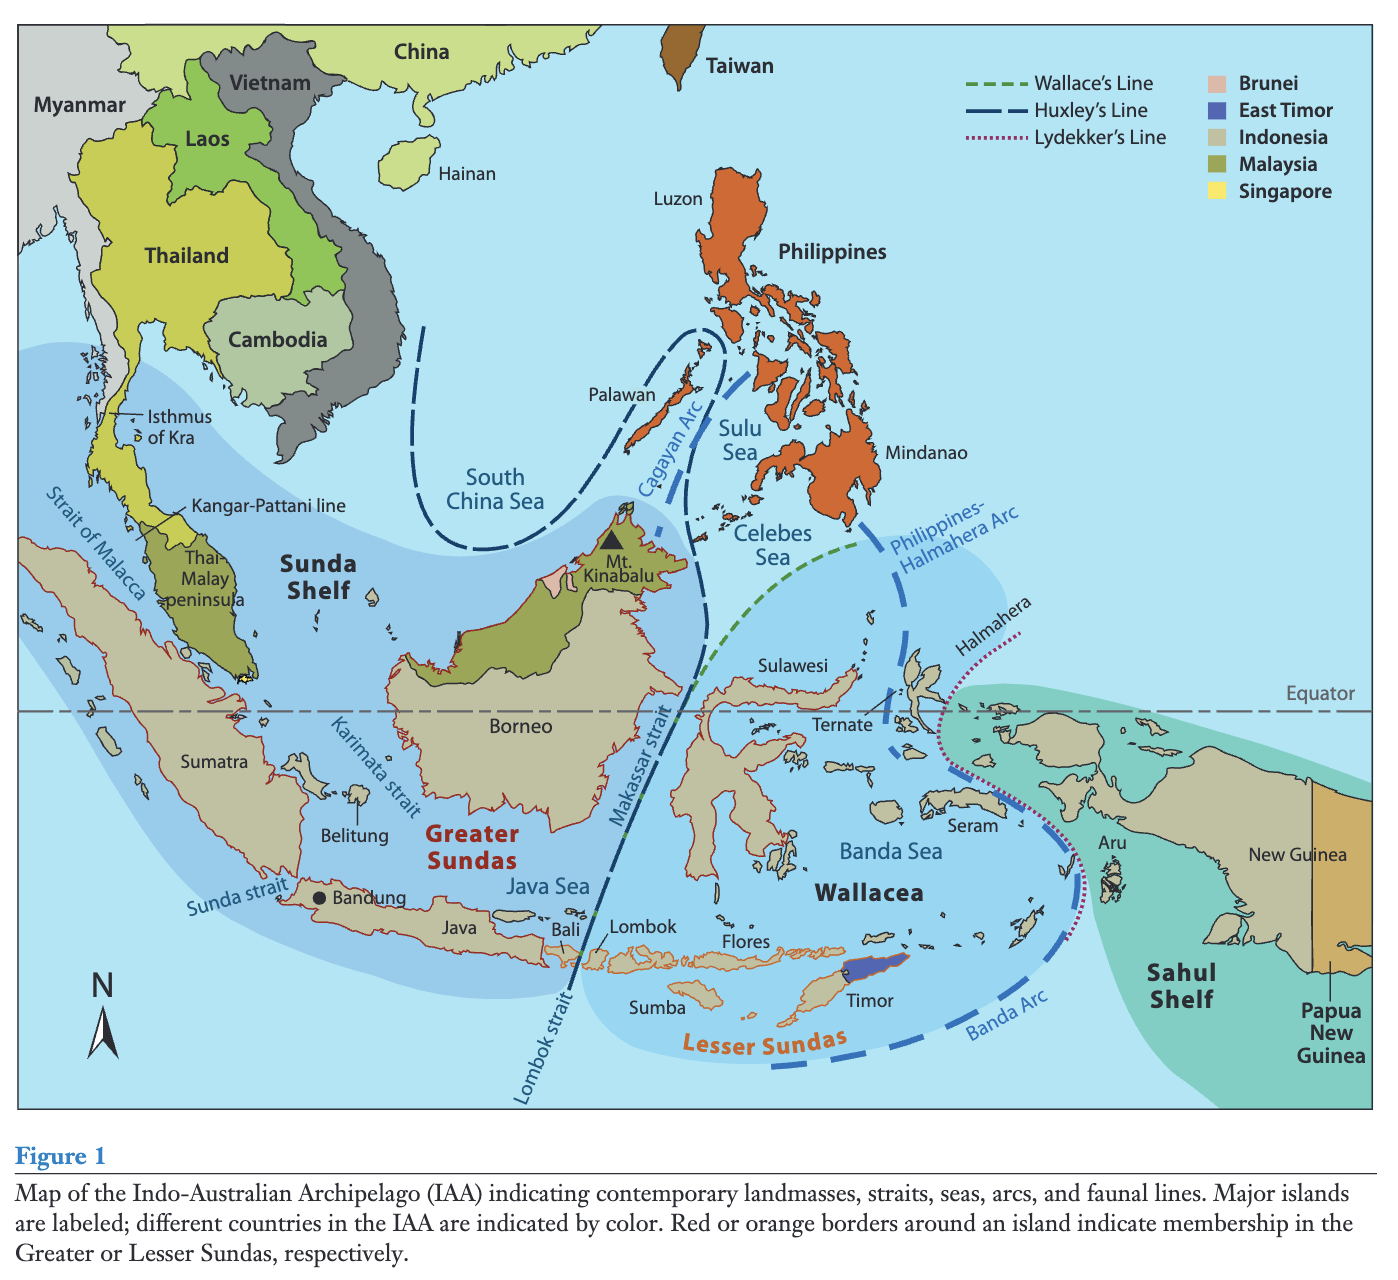 China
Taiwan
Vietnam
Myanmar
Laos
Hainan
Wallace's Line
Huxley's Line
Lydekker's Line
Brunei
East Timor
Indonesia
Malaysia
Singapore
Luzon
Philippines
Thailand
Cambodia
Isthmus
of Kra
Palawan
Cagayan Arc
Sulu
Sea
Mindanao
South
China Sea
Kangar-Pattani line
Strait of Malacca
Sunda
Shelf
Thai-
Malay
peninsula
Mt.
Kinabalu
Celebes
Sea
Philippines-
Halmahera Arc
Halmahera
Sulawesi
Equator
Ternate
Borneo
Karimata strait
Makassar strait
Sumatra
Belitung
Greater
Sundas
Seram
Banda Sea
Aru
New Guinea
Wallacea
Sunda strait
Bandung
Java Sea
Java
Bali
Lombok
Flores
Sumba
Timor
Lesser Sundas
Banda Arc
Sahul
Shelf
Papua
New
Guinea
Lombok strait
N
Figure 1
Map of the Indo-Australian Archipelago (IAA) indicating contemporary landmasses, straits, seas, arcs, and faunal lines. Major islands
are labeled; different countries in the IAA are indicated by color. Red or orange borders around an island indicate membership in the
Greater or Lesser Sundas, respectively.